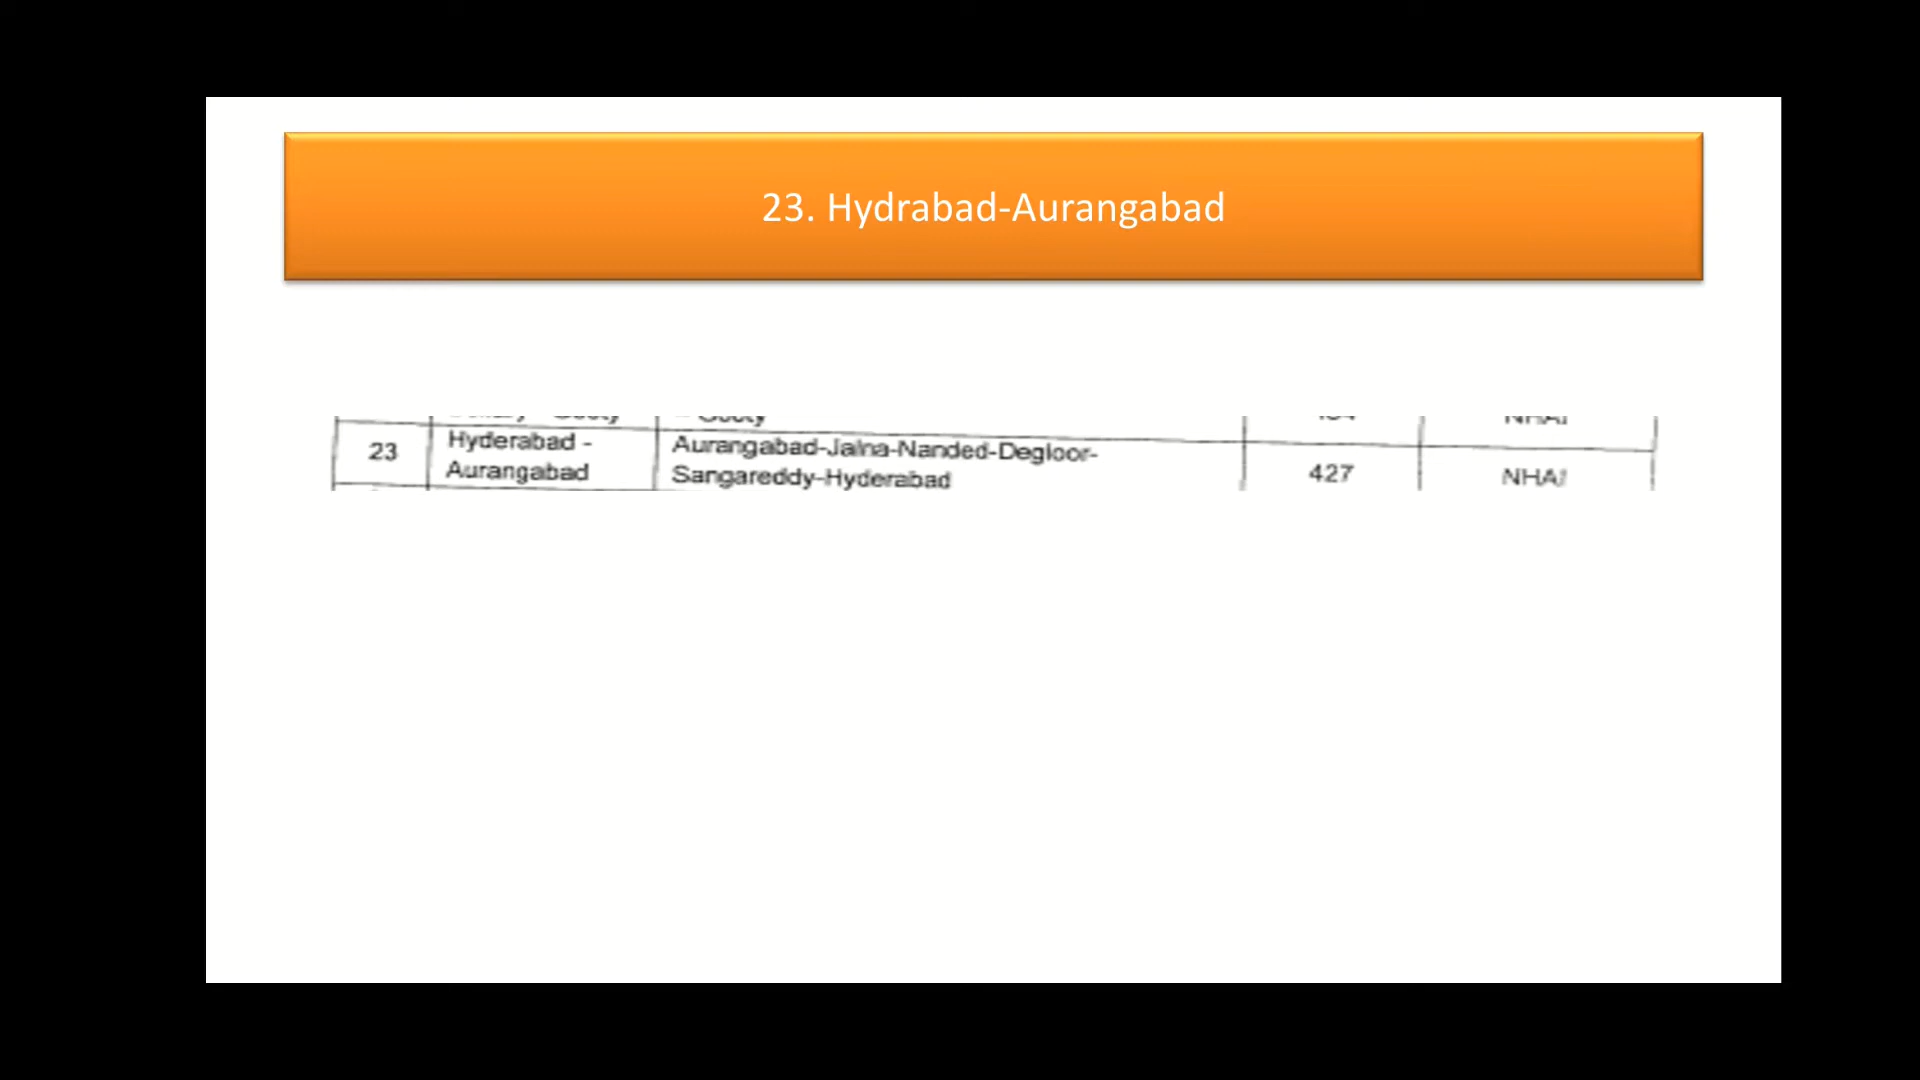 23. Hydrabad-Aurangabad
23
Hyderabad -
Aurangabad
Aurangabad-Jalna-Nanded-Degloor-
Sangareddy-Hyderabad
427
NHAI